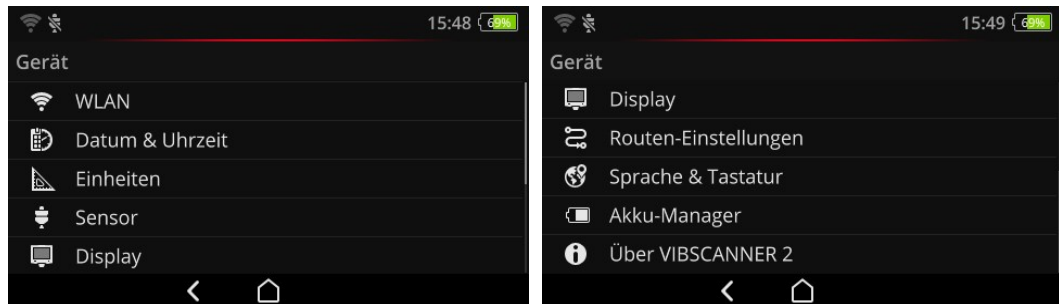 15:48 69%
Gerät
WLAN
Datum & Uhrzeit
Einheiten
Sensor
Display
15:49 69%
Gerät
Display
Routen-Einstellungen
Sprache & Tastatur
Akku-Manager
Über VIBSCANNER 2